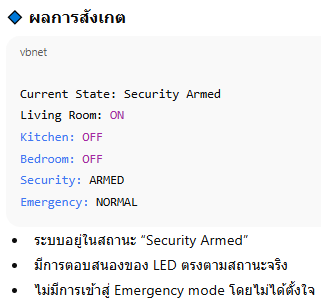 🔷 ผลการสังเกต
vbnet
Current State: Security Armed
Living Room: ON
Kitchen: OFF
Bedroom: OFF
Security: ARMED
Emergency: NORMAL
• ระบบอยู่ในสถานะ “Security Armed”
• มีการตอบสนองของ LED ตรงตามสถานะจริง
• ไม่มีการเข้าสู่ Emergency mode โดยไม่ได้ตั้งใจ